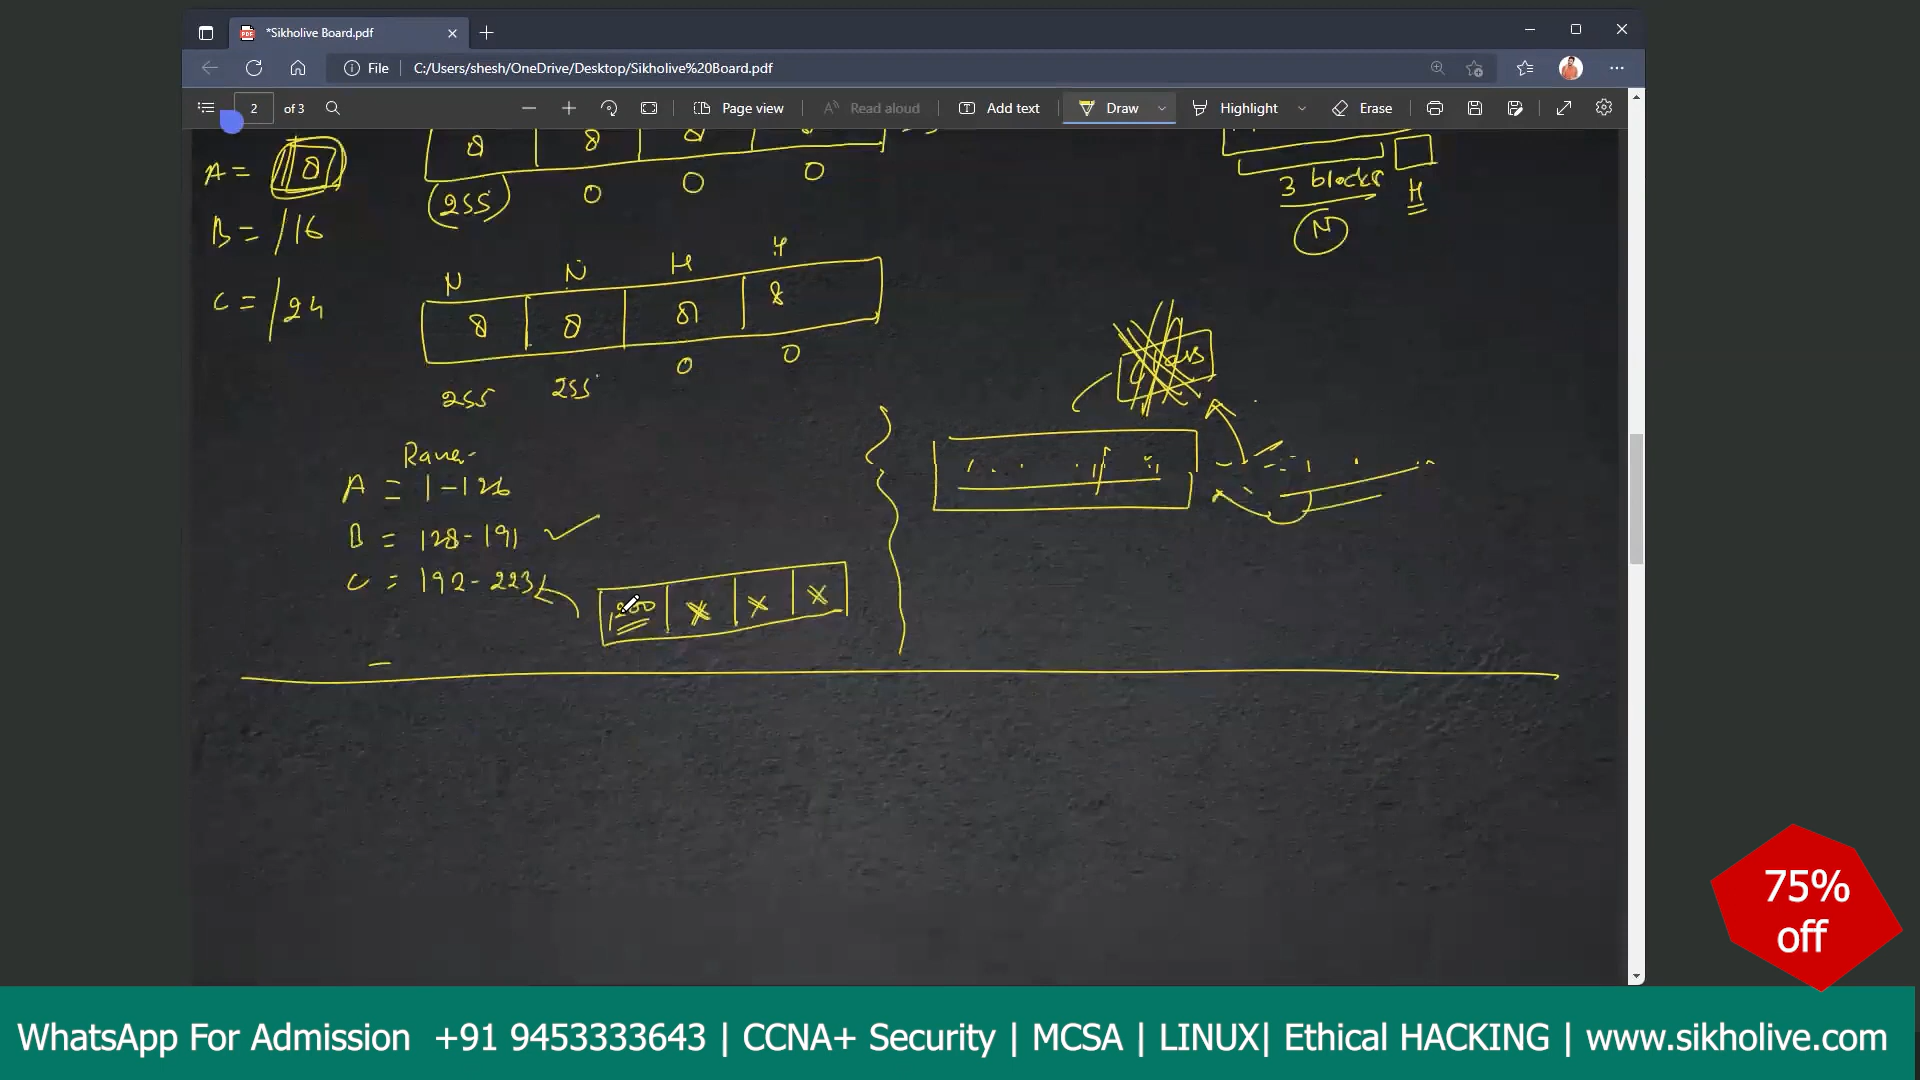 *Sikholive Board.pdf
File C:/Users/shesh/OneDrive/Desktop/Sikholive%20Board.pdf
2 of 3 Page view Read aloud Add text Draw Highlight Erase
A = 8
8 8 8
255 0 0 0
3 blocks H
N
B = /16
N N H H
C = /24
8 8 8 8
255 255 0 0
A = 1-126
B = 128-191
C = 192-223
200 x x x
75%
off
WhatsApp For Admission +91 9453333643 | CCNA+ Security | MCSA | LINUX| Ethical HACKING | www.sikholive.com